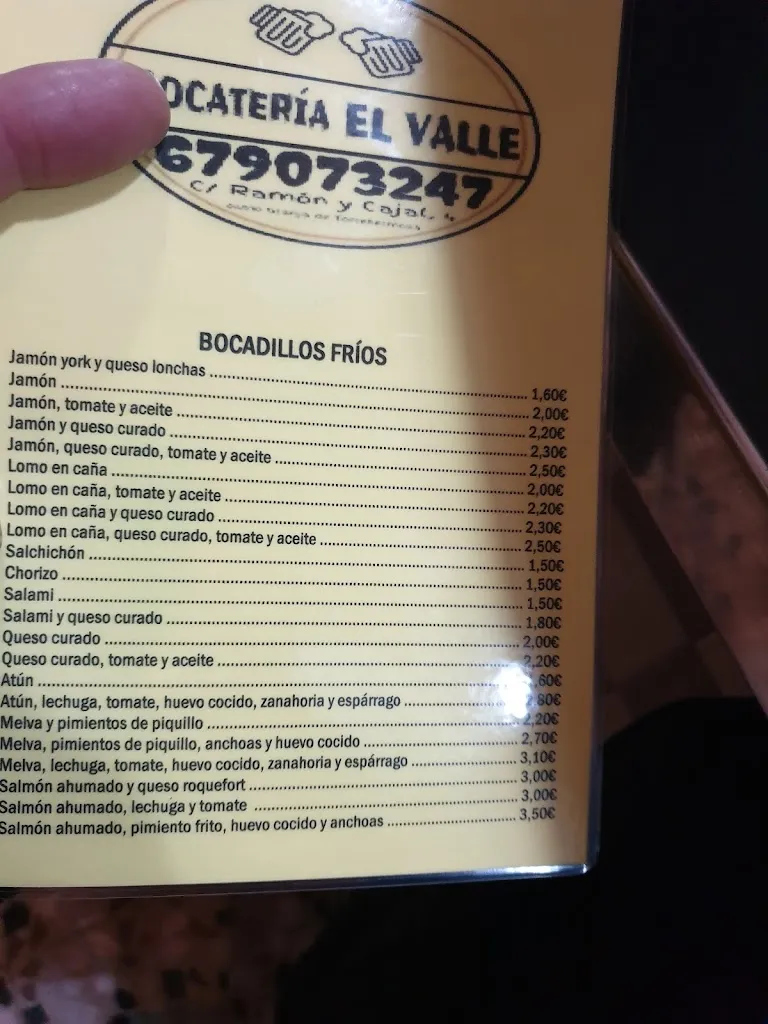 OCATERÍA EL VALLE
679073247
C/ Ramón y Cajal, 4
BOCADILLOS FRÍOS
Jamón york y queso lonchas ........ 1,60€
Jamón ........ 2,00€
Jamón, tomate y aceite ........ 2,20€
Jamón y queso curado ........ 2,30€
Jamón, queso curado, tomate y aceite ........ 2,50€
Lomo en caña ........ 2,00€
Lomo en caña, tomate y aceite ........ 2,20€
Lomo en caña y queso curado ........ 2,30€
Lomo en caña, queso curado, tomate y aceite ........ 2,50€
Salchichón ........ 1,50€
Chorizo ........ 1,50€
Salami ........ 1,50€
Salami y queso curado ........ 1,80€
Queso curado ........ 2,00€
Queso curado, tomate y aceite ........ 2,20€
Atún ........ ,60€
Atún, lechuga, tomate, huevo cocido, zanahoria y espárrago ........ ,80€
Melva y pimientos de piquillo ........ 2,20€
Melva, pimientos de piquillo, anchoas y huevo cocido ........ 2,70€
Melva, lechuga, tomate, huevo cocido, zanahoria y espárrago ........ 3,10€
Salmón ahumado y queso roquefort ........ 3,00€
Salmón ahumado, lechuga y tomate ........ 3,00€
Salmón ahumado, pimiento frito, huevo cocido y anchoas ........ 3,50€